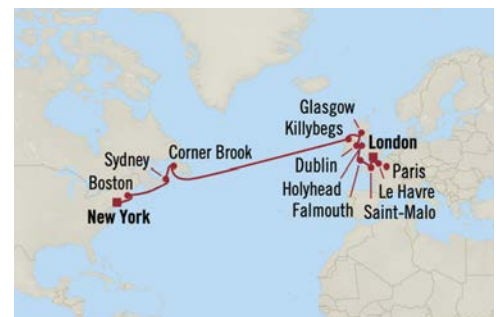 Glasgow
Killybegs
London
Corner Brook
Sydney
Dublin
Paris
Boston
Holyhead
Le Havre
New York
Falmouth
Saint-Malo